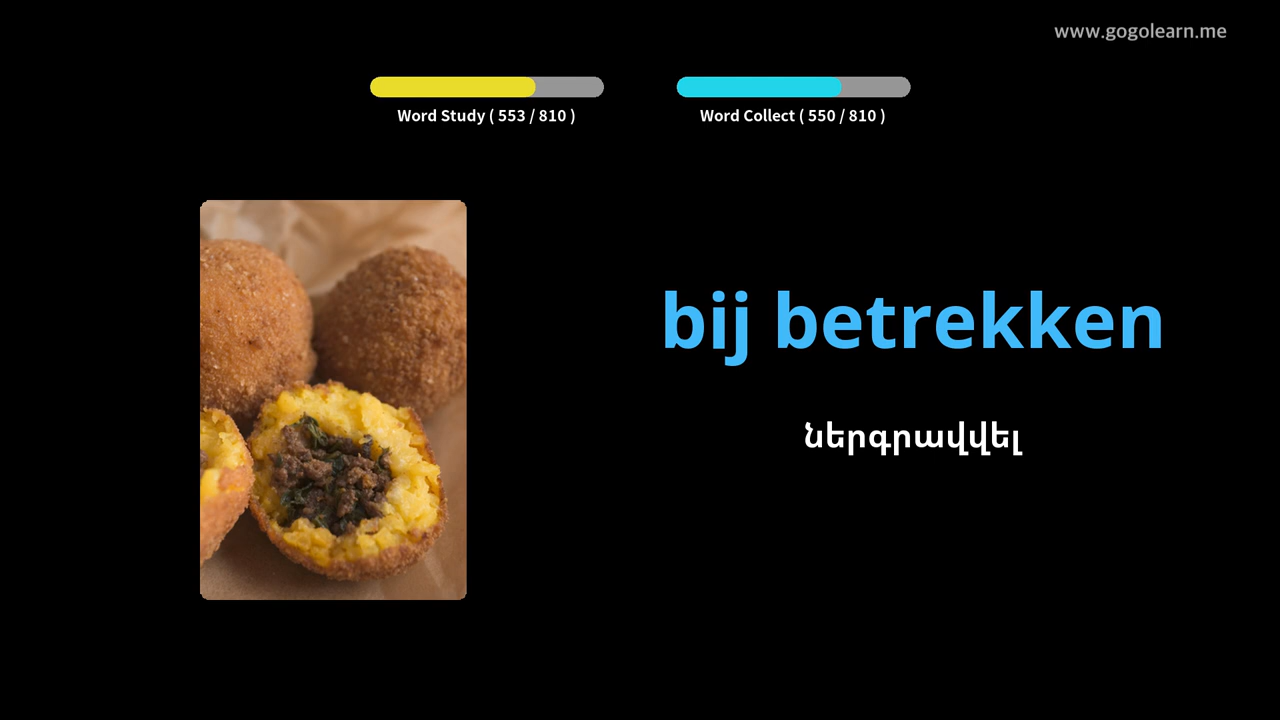 www.gogolearn.me
Word Study ( 553 / 810 )
Word Collect ( 550 / 810 )
bij betrekken
ներգրավվել